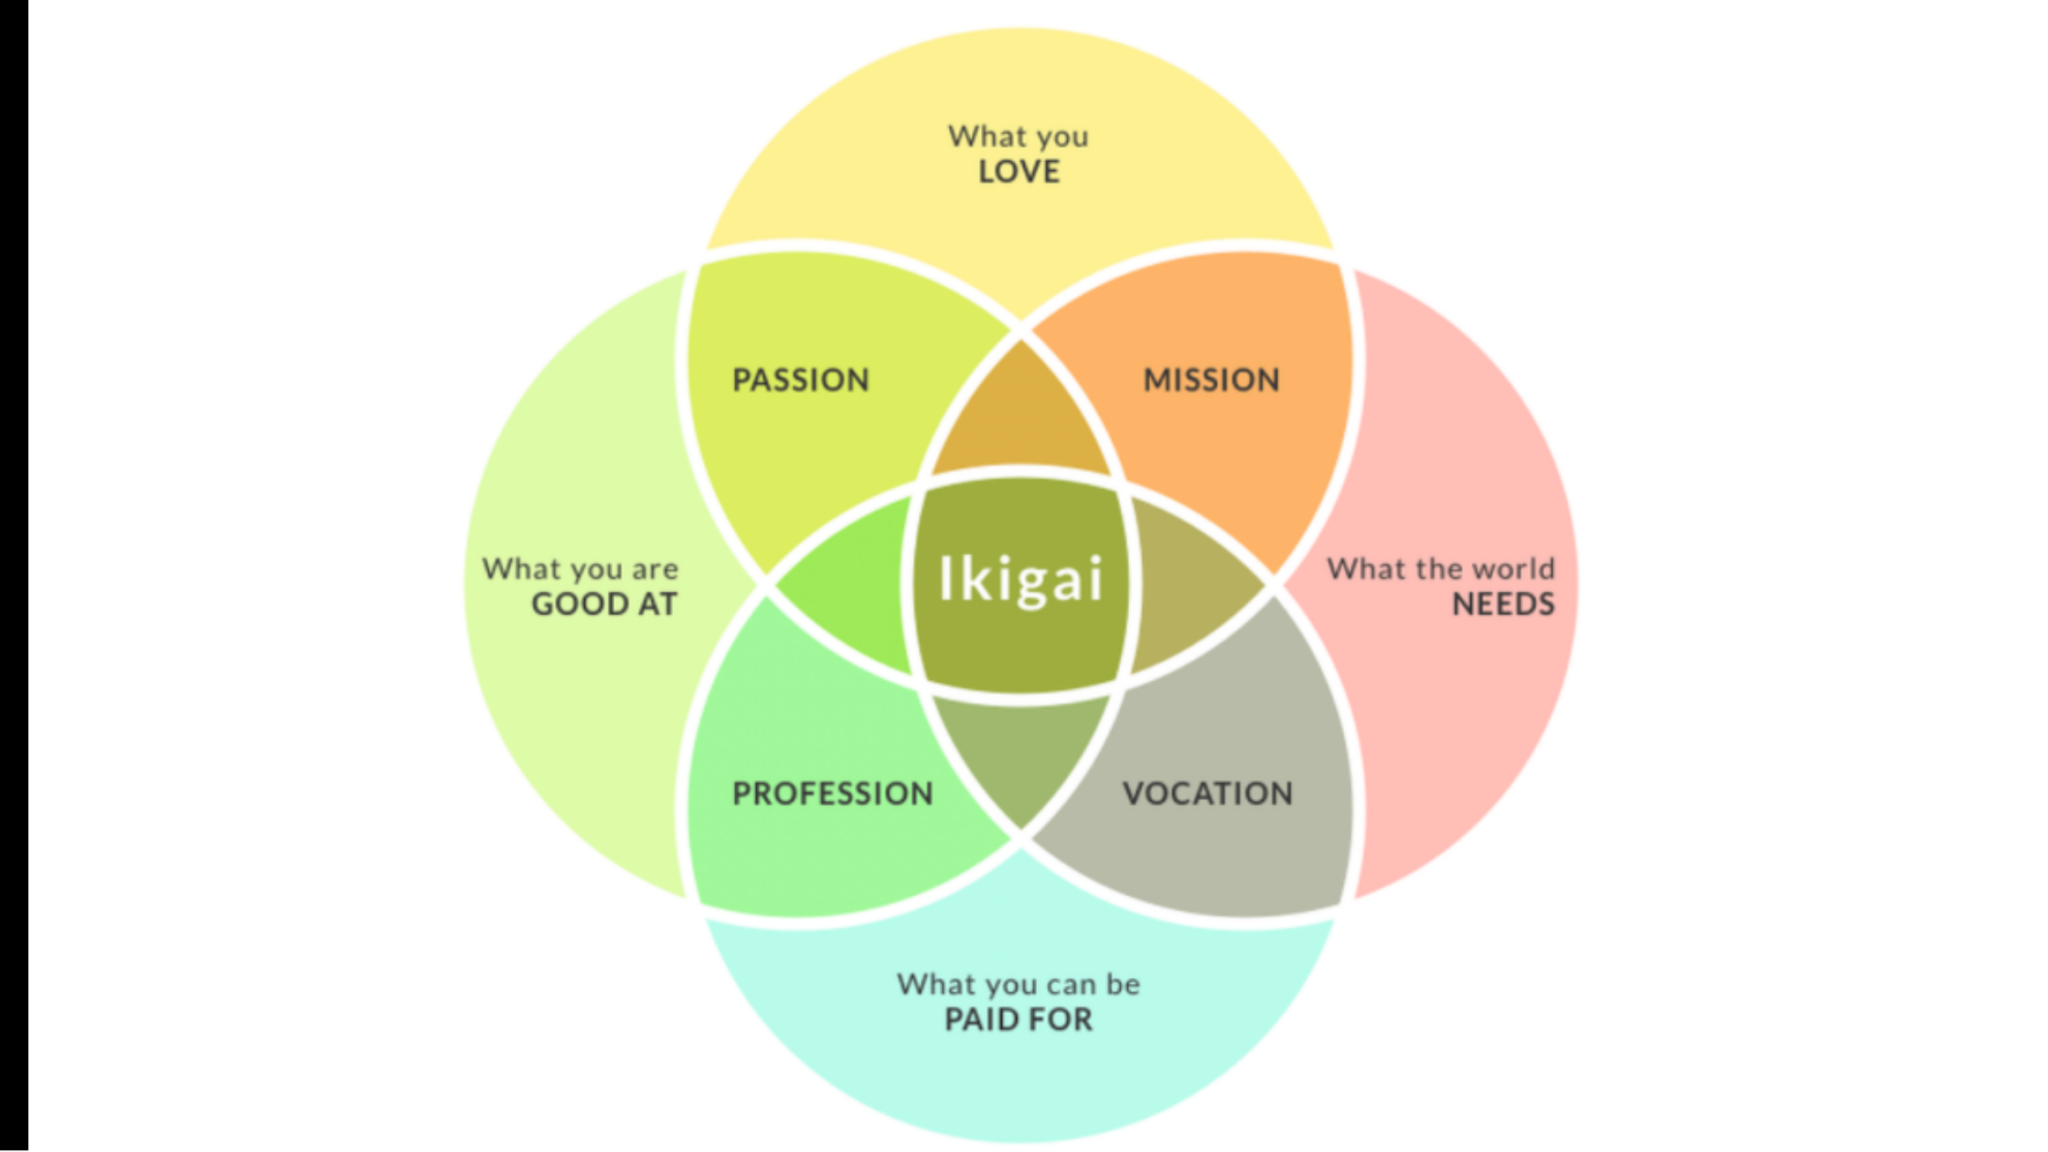 What you
LOVE
PASSION
MISSION
What you are
GOOD AT
Ikigai
What the world
NEEDS
PROFESSION
VOCATION
What you can be
PAID FOR